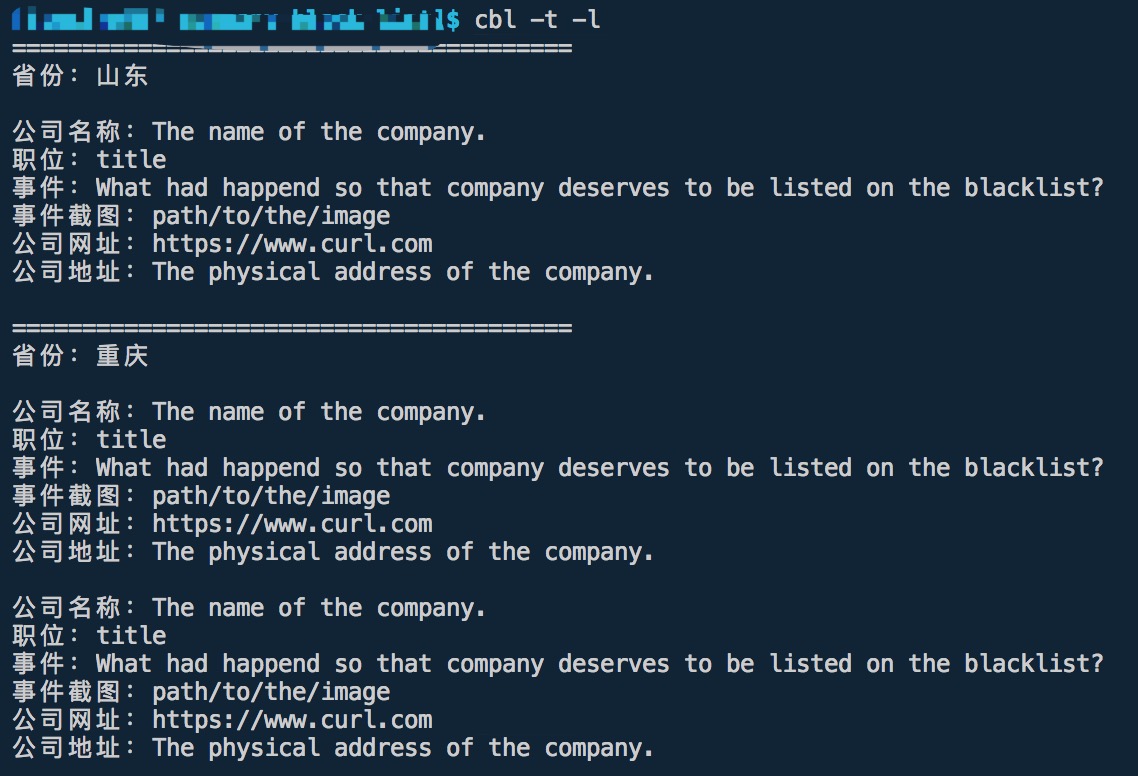 $ cbl -t -l
========================================
省份: 山东
公司名称: The name of the company.
职位: title
事件: What had happend so that company deserves to be listed on the blacklist?
事件截图: path/to/the/image
公司网址: https://www.curl.com
公司地址: The physical address of the company.
========================================
省份: 重庆
公司名称: The name of the company.
职位: title
事件: What had happend so that company deserves to be listed on the blacklist?
事件截图: path/to/the/image
公司网址: https://www.curl.com
公司地址: The physical address of the company.
公司名称: The name of the company.
职位: title
事件: What had happend so that company deserves to be listed on the blacklist?
事件截图: path/to/the/image
公司网址: https://www.curl.com
公司地址: The physical address of the company.